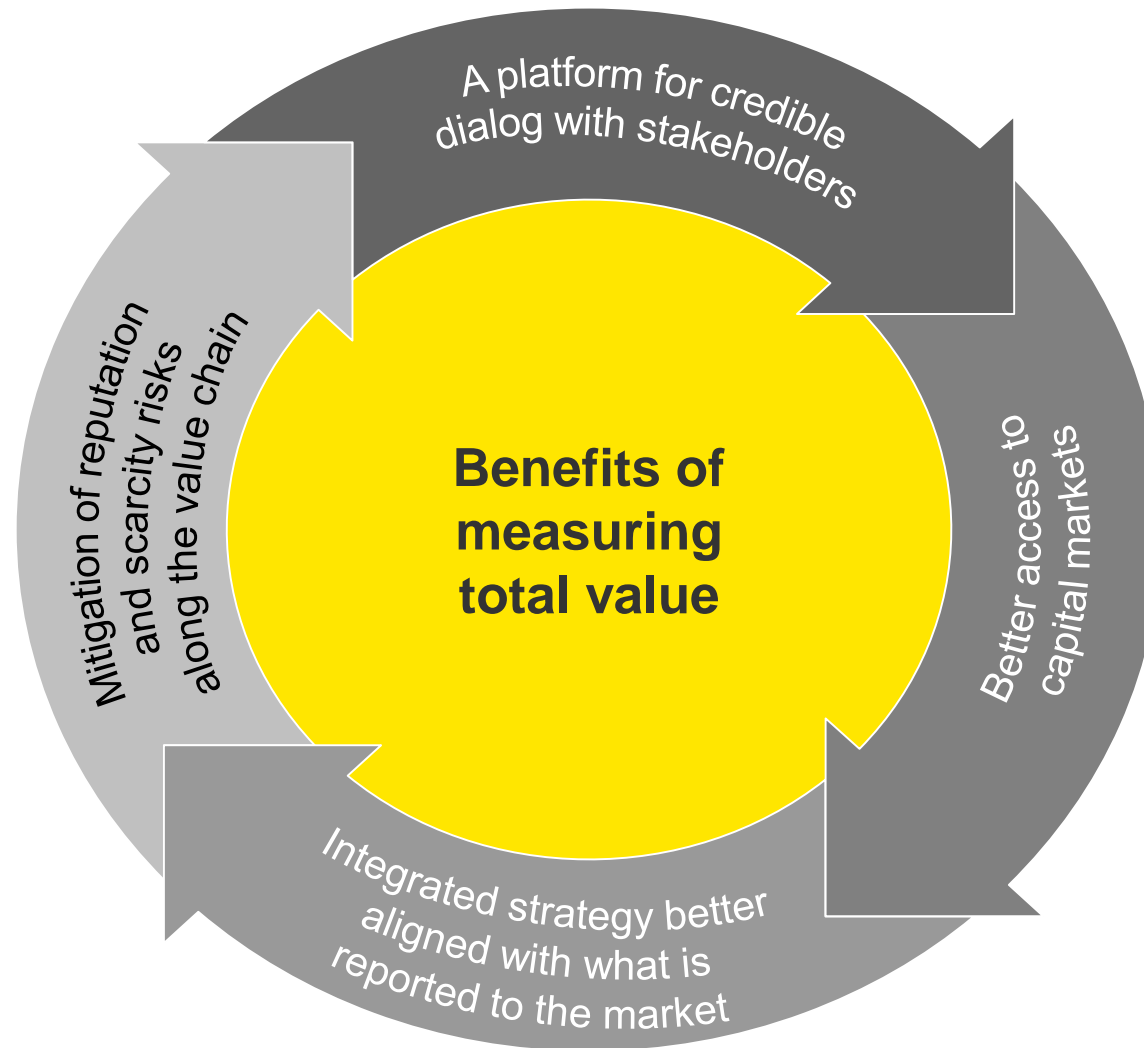 A platform for credible
dialog with stakeholders
Better access to
capital markets
Integrated strategy better
aligned with what is
reported to the market
Mitigation of reputation
and scarcity risks
along the value chain
Benefits of
measuring
total value